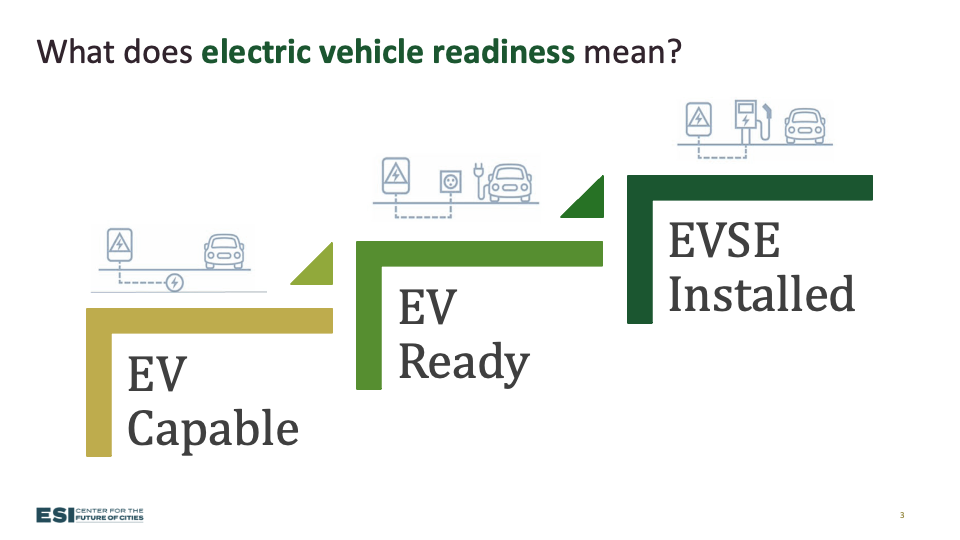 What does electric vehicle readiness mean?
EVSE
Installed
EV
Ready
EV
Capable
ESI CENTER FOR THE
FUTURE OF CITIES
3